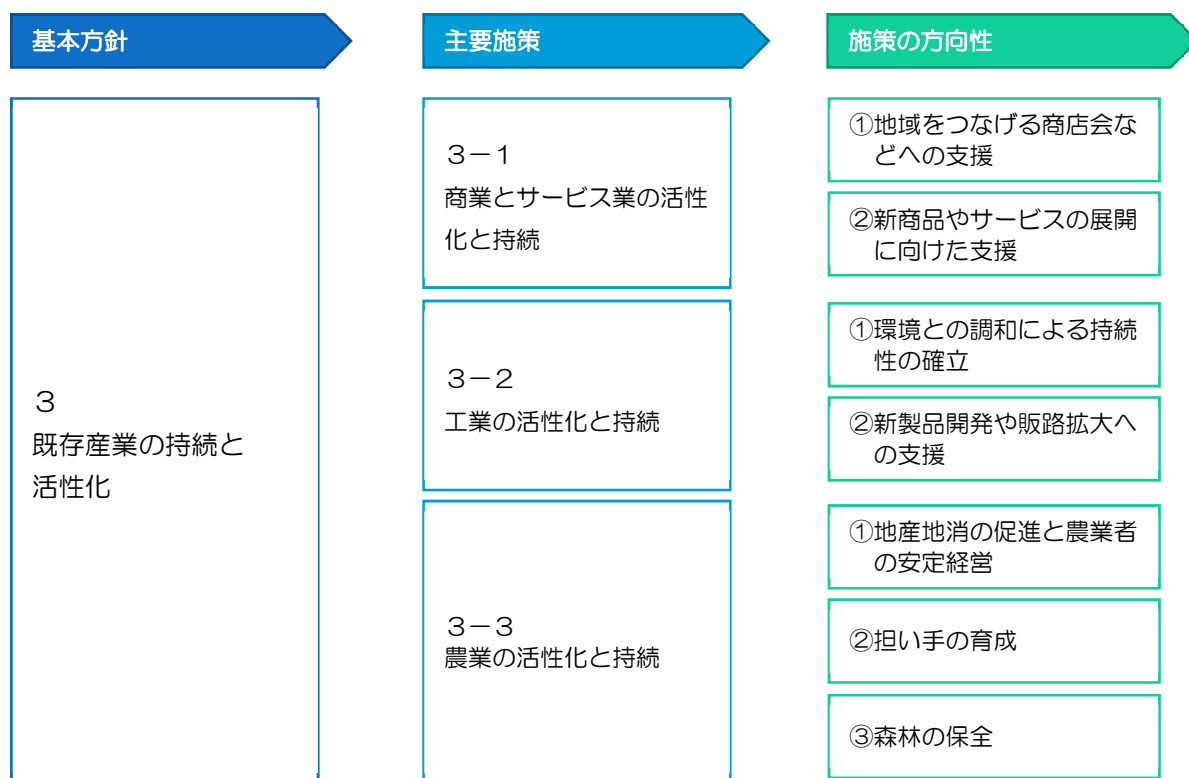 基本方針
主要施策
施策の方向性
3
既存産業の持続と
活性化
3－1
商業とサービス業の活性
化と持続
①地域をつなげる商店会な
どへの支援
②新商品やサービスの展開
に向けた支援
3－2
工業の活性化と持続
①環境との調和による持続
性の確立
②新製品開発や販路拡大へ
の支援
3－3
農業の活性化と持続
①地産地消の促進と農業者
の安定経営
②担い手の育成
③森林の保全